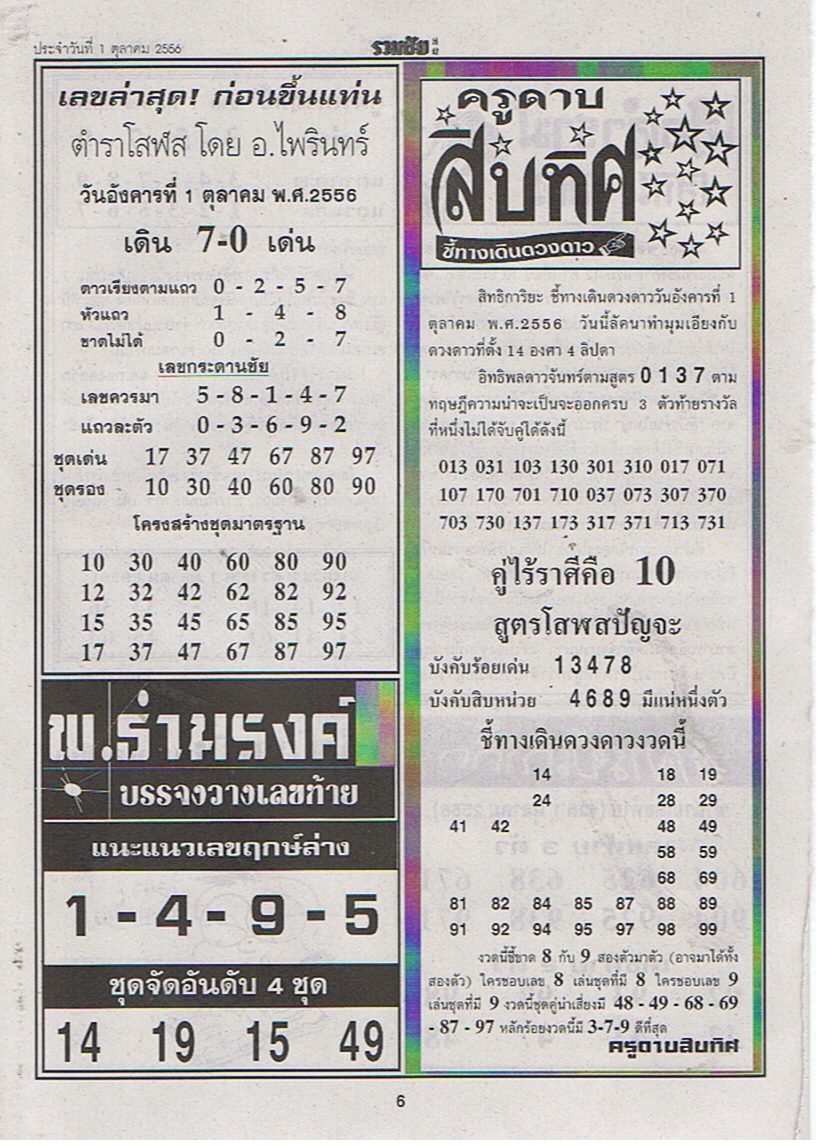 ประจำวันที่ 1 ตุลาคม 2556
รวมชัย
เลขล่าสุด! ก่อนขึ้นแท่น
ตำราโสฬส โดย อ.ไพรินทร์
วันอังคารที่ 1 ตุลาคม พ.ศ.2556
เดิน 7-0 เด่น
ดาวเรียงตามแถว 0 - 2 - 5 - 7
หัวแถว 1 - 4 - 8
ขาดไม่ได้ 0 - 2 - 7
เลขกระดานชัย
เลขควรมา 5 - 8 - 1 - 4 - 7
แถวละตัว 0 - 3 - 6 - 9 - 2
ชุดเด่น 17 37 47 67 87 97
ชุดรอง 10 30 40 60 80 90
โครงสร้างชุดมาตรฐาน
10 30 40 60 80 90
12 32 42 62 82 92
15 35 45 65 85 95
17 37 47 67 87 97
พ.ธำมรงค์
บรรจงวางเลขท้าย
แนะแนวเลขฤกษ์ล่าง
1 - 4 - 9 - 5
ชุดจัดอันดับ 4 ชุด
14 19 15 49
ครูดาบ
สิบทิศ
ชี้ทางเดินดวงดาว
สิทธิการิยะ ชี้ทางเดินดวงดาววันอังคารที่ 1
ตุลาคม พ.ศ.2556 วันนี้ลัคนาทำมุมเอียงกับ
ดวงดาวที่ตั้ง 14 องศา 4 ลิปดา
อิทธิพลดาวจันทร์ตามสูตร 0 1 3 7 ตาม
ทฤษฎีความน่าจะเป็นจะออกครบ 3 ตัวท้ายรางวัล
ที่หนึ่งไม่ได้จับคู่ได้ดังนี้
013 031 103 130 301 310 017 071
107 170 701 710 037 073 307 370
703 730 137 173 317 371 713 731
คู่ไร้ราศีคือ 10
สูตรโสพสปัญจะ
บังคับร้อยเด่น 1 3 4 7 8
บังคับสิบหน่วย 4 6 8 9 มีแน่หนึ่งตัว
ชี้ทางเดินดวงดาวงวดนี้
14 18 19
24 28 29
41 42 48 49
58 59
68 69
81 82 84 85 87 88 89
91 92 94 95 97 98 99
งวดนี้ชี้ขาด 8 กับ 9 สองตัวมาตัว (อาจมาได้ทั้ง
สองตัว) ใครชอบเลข 8 เล่นชุดที่มี 8 ใครชอบเลข 9
เล่นชุดที่มี 9 งวดนี้ชุดคู่นำเสี่ยงมี 48 - 49 - 68 - 69
- 87 - 97 หลักร้อยงวดนี้มี 3-7-9 ดีที่สุด
ครูดาบสิบทิศ
6